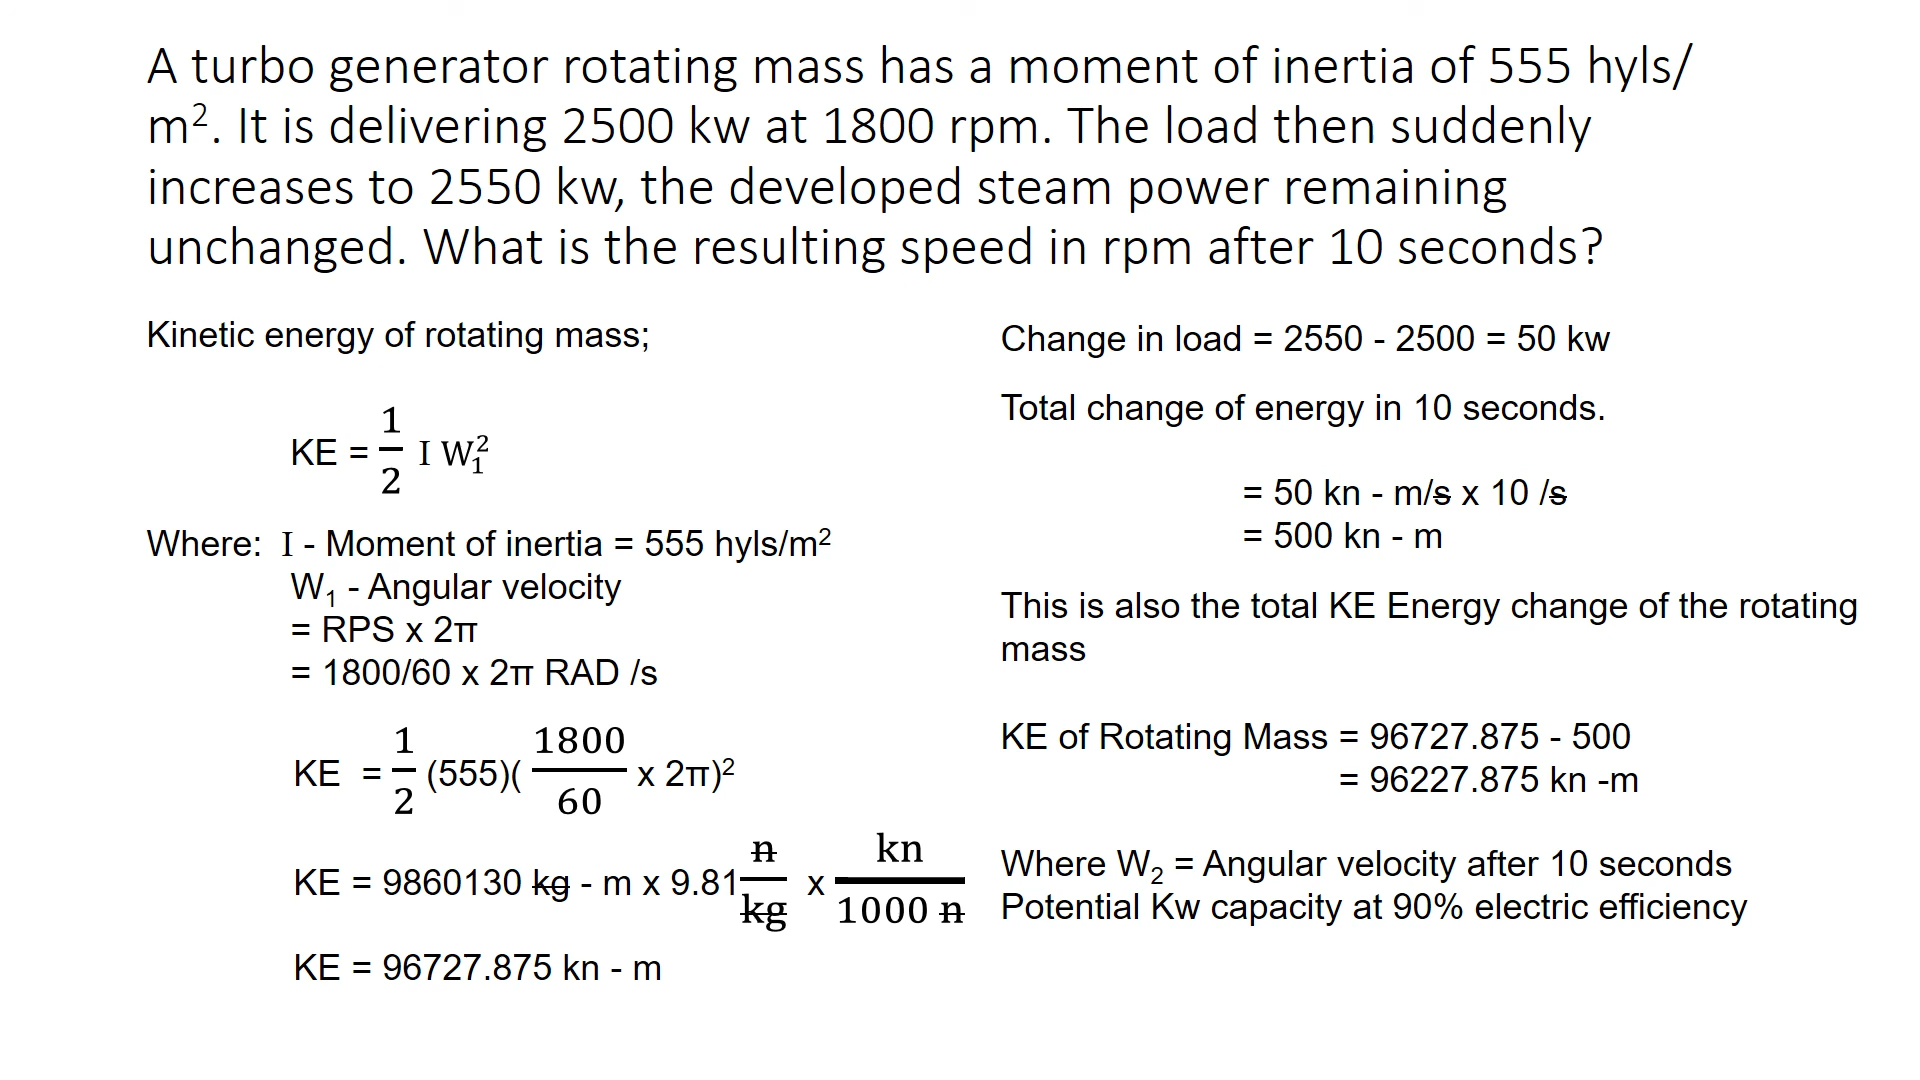 A turbo generator rotating mass has a moment of inertia of 555 hyls/
m². It is delivering 2500 kw at 1800 rpm. The load then suddenly
increases to 2550 kw, the developed steam power remaining
unchanged. What is the resulting speed in rpm after 10 seconds?
Kinetic energy of rotating mass;
KE = 1/2 I W₁²
Where: I - Moment of inertia = 555 hyls/m²
W₁ - Angular velocity
= RPS x 2π
= 1800/60 x 2π RAD /s
KE = 1/2 (555)( 1800/60 x 2π)²
KE = 9860130 kg - m x 9.81 n/kg x kn/1000 n
KE = 96727.875 kn - m
Change in load = 2550 - 2500 = 50 kw
Total change of energy in 10 seconds.
= 50 kn - m/s x 10 /s
= 500 kn - m
This is also the total KE Energy change of the rotating
mass
KE of Rotating Mass = 96727.875 - 500
= 96227.875 kn -m
Where W₂ = Angular velocity after 10 seconds
Potential Kw capacity at 90% electric efficiency